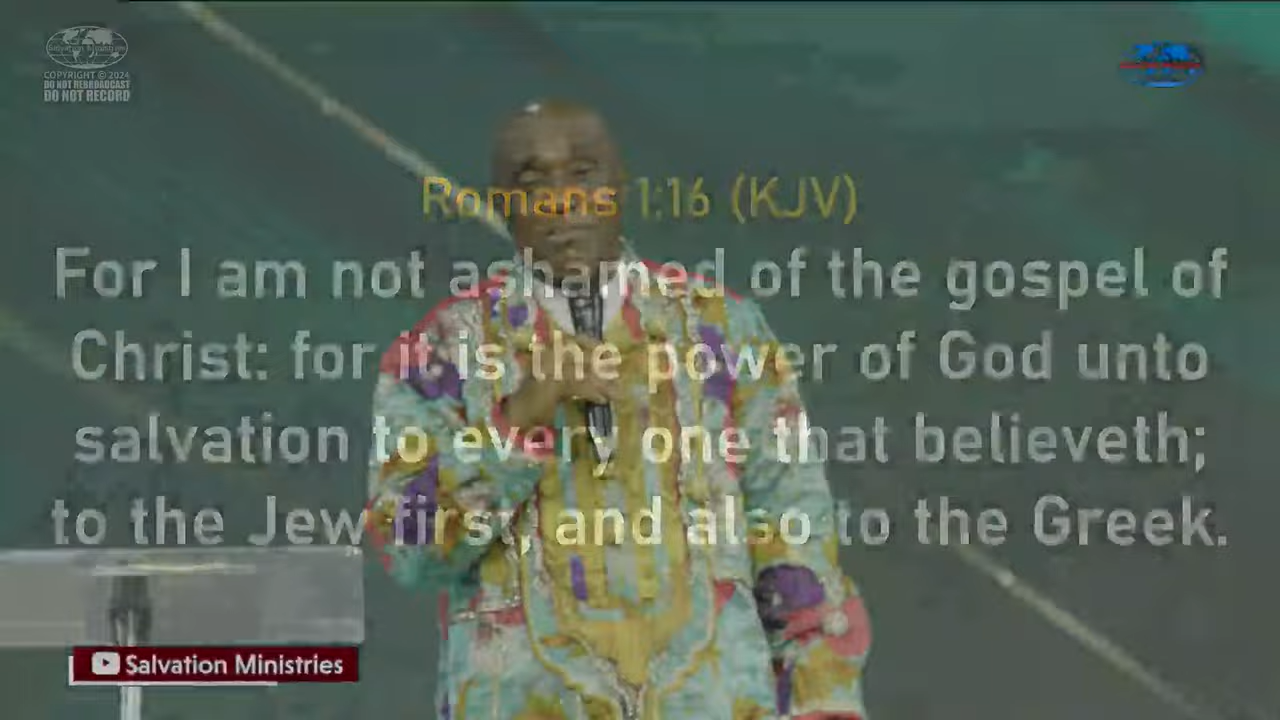 Salvation Ministries
COPYRIGHT © 2024
DO NOT REBROADCAST
DO NOT RECORD
Romans 1:16 (KJV)
For I am not ashamed of the gospel of
Christ: for it is the power of God unto
salvation to every one that believeth;
to the Jew first, and also to the Greek.
Salvation Ministries